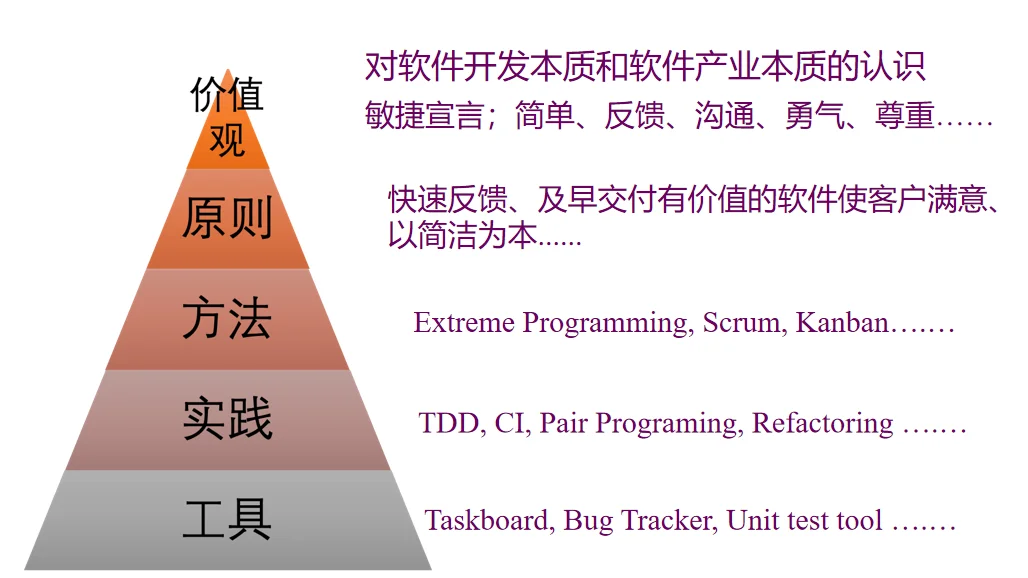 价值
观
对软件开发本质和软件产业本质的认识
敏捷宣言；简单、反馈、沟通、勇气、尊重……
原则
快速反馈、及早交付有价值的软件使客户满意、
以简洁为本......
方法
Extreme Programming, Scrum, Kanban…….…
实践
TDD, CI, Pair Programing, Refactoring ….…
工具
Taskboard, Bug Tracker, Unit test tool ….…